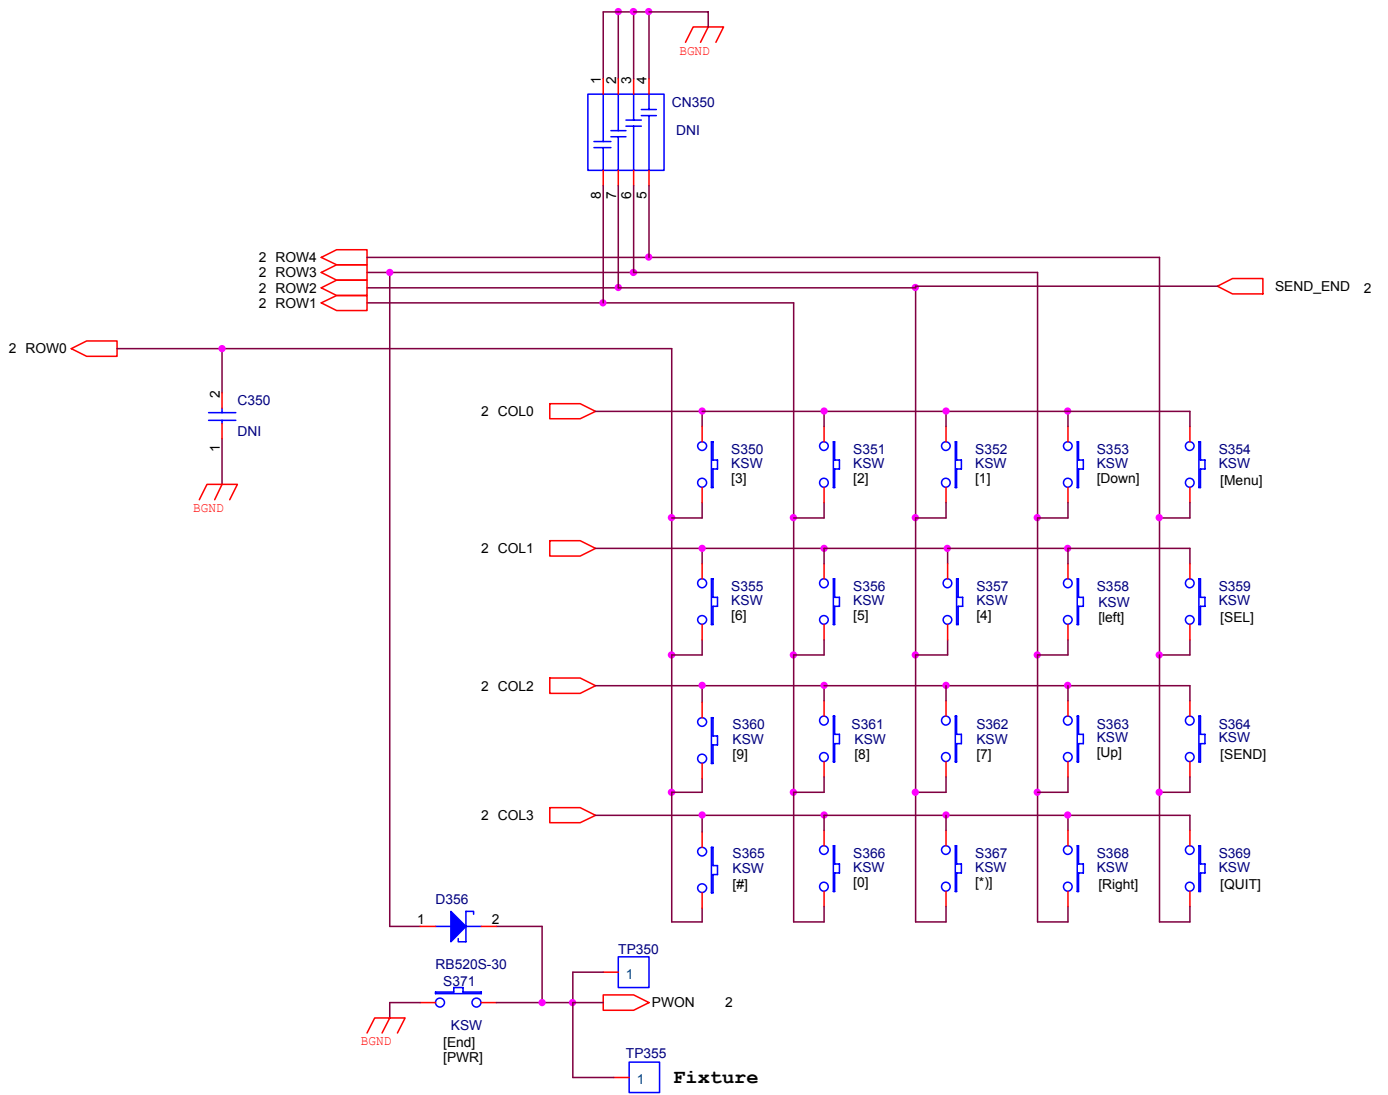 BGND
1 2 3 4
CN350
DNI
8 7 6 5
2 ROW4
2 ROW3
2 ROW2
2 ROW1
SEND_END 2
2 ROW0
2
C350
DNI
1
BGND
2 COL0
S350
KSW
[3]
S351
KSW
[2]
S352
KSW
[1]
S353
KSW
[Down]
S354
KSW
[Menu]
2 COL1
S355
KSW
[6]
S356
KSW
[5]
S357
KSW
[4]
S358
KSW
[left]
S359
KSW
[SEL]
2 COL2
S360
KSW
[9]
S361
KSW
[8]
S362
KSW
[7]
S363
KSW
[Up]
S364
KSW
[SEND]
2 COL3
S365
KSW
[#]
S366
KSW
[0]
S367
KSW
[*)]
S368
KSW
[Right]
S369
KSW
[QUIT]
D356
1 2
RB520S-30
S371
KSW
[End]
[PWR]
BGND
TP350
1
PWON 2
TP355
1
Fixture